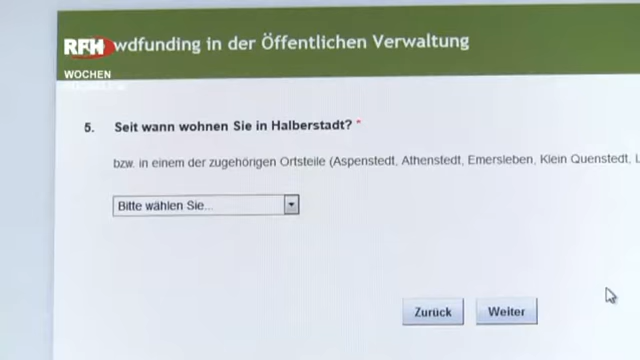 RFH wdfunding in der Öffentlichen Verwaltung
WOCHEN
5. Seit wann wohnen Sie in Halberstadt? *
bzw. in einem der zugehörigen Ortsteile (Aspenstedt, Athenstedt, Emersleben, Klein Quenstedt, L
Bitte wählen Sie...
Zurück Weiter